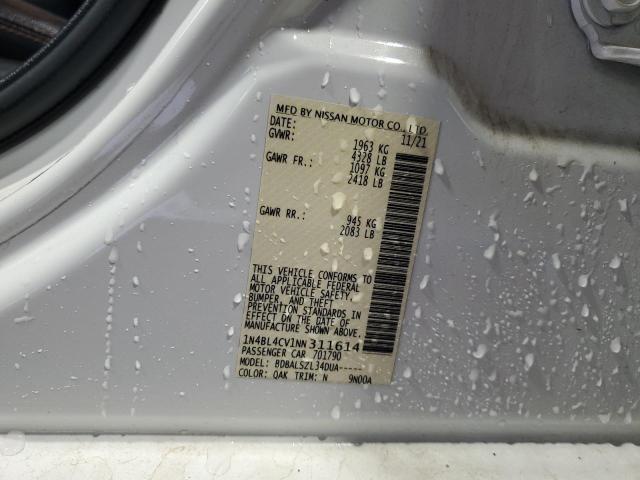 MFD BY NISSAN MOTOR CO., LTD.
DATE: 11/21
GVWR: 1963 KG
4328 LB
GAWR FR.: 1097 KG
2418 LB
GAWR RR.: 945 KG
2083 LB
THIS VEHICLE CONFORMS TO
ALL APPLICABLE FEDERAL
MOTOR VEHICLE SAFETY,
BUMPER, AND THEFT
PREVENTION STANDARDS IN
EFFECT ON THE DATE OF
MANUFACTURE SHOWN ABOVE.
1N4BL4CV1NN311614
PASSENGER CAR 701790
MODEL: BDBALSZL34DUA-----
COLOR: QAK TRIM: N 9N00A